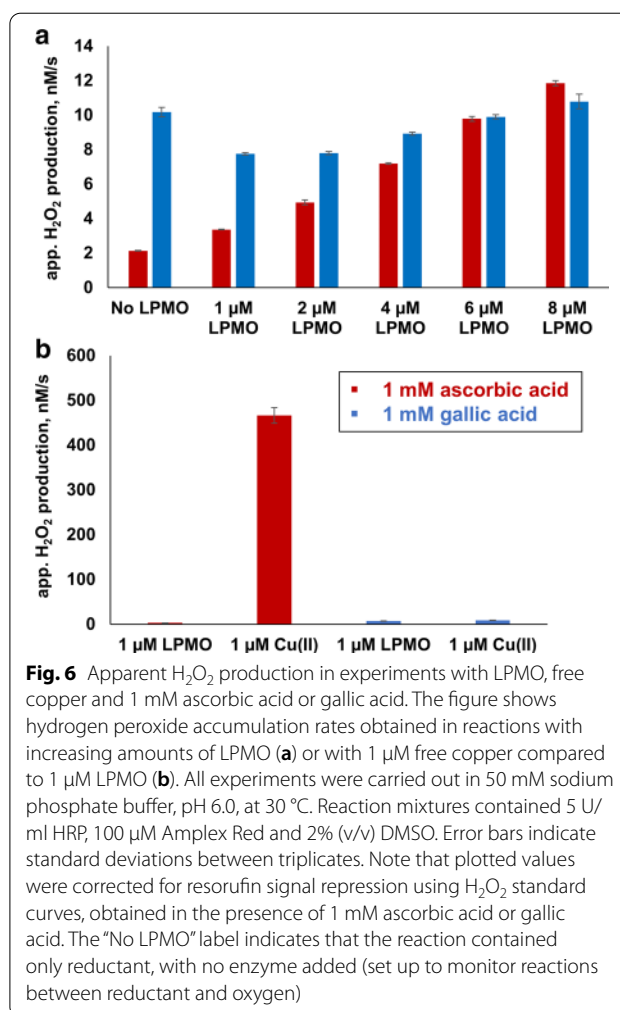 a
app. H₂O₂ production, nM/s
14
12
10
8
6
4
2
0
No LPMO
1 µM LPMO
2 µM LPMO
4 µM LPMO
6 µM LPMO
8 µM LPMO
b
app. H₂O₂ production, nM/s
600
500
400
300
200
100
0
1 mM ascorbic acid
1 mM gallic acid
1 µM LPMO
1 µM Cu(II)
1 µM LPMO
1 µM Cu(II)
Fig. 6 Apparent H₂O₂ production in experiments with LPMO, free
copper and 1 mM ascorbic acid or gallic acid. The figure shows
hydrogen peroxide accumulation rates obtained in reactions with
increasing amounts of LPMO (a) or with 1 µM free copper compared
to 1 µM LPMO (b). All experiments were carried out in 50 mM sodium
phosphate buffer, pH 6.0, at 30 °C. Reaction mixtures contained 5 U/
ml HRP, 100 µM Amplex Red and 2% (v/v) DMSO. Error bars indicate
standard deviations between triplicates. Note that plotted values
were corrected for resorufin signal repression using H₂O₂ standard
curves, obtained in the presence of 1 mM ascorbic acid or gallic
acid. The “No LPMO” label indicates that the reaction contained
only reductant, with no enzyme added (set up to monitor reactions
between reductant and oxygen)